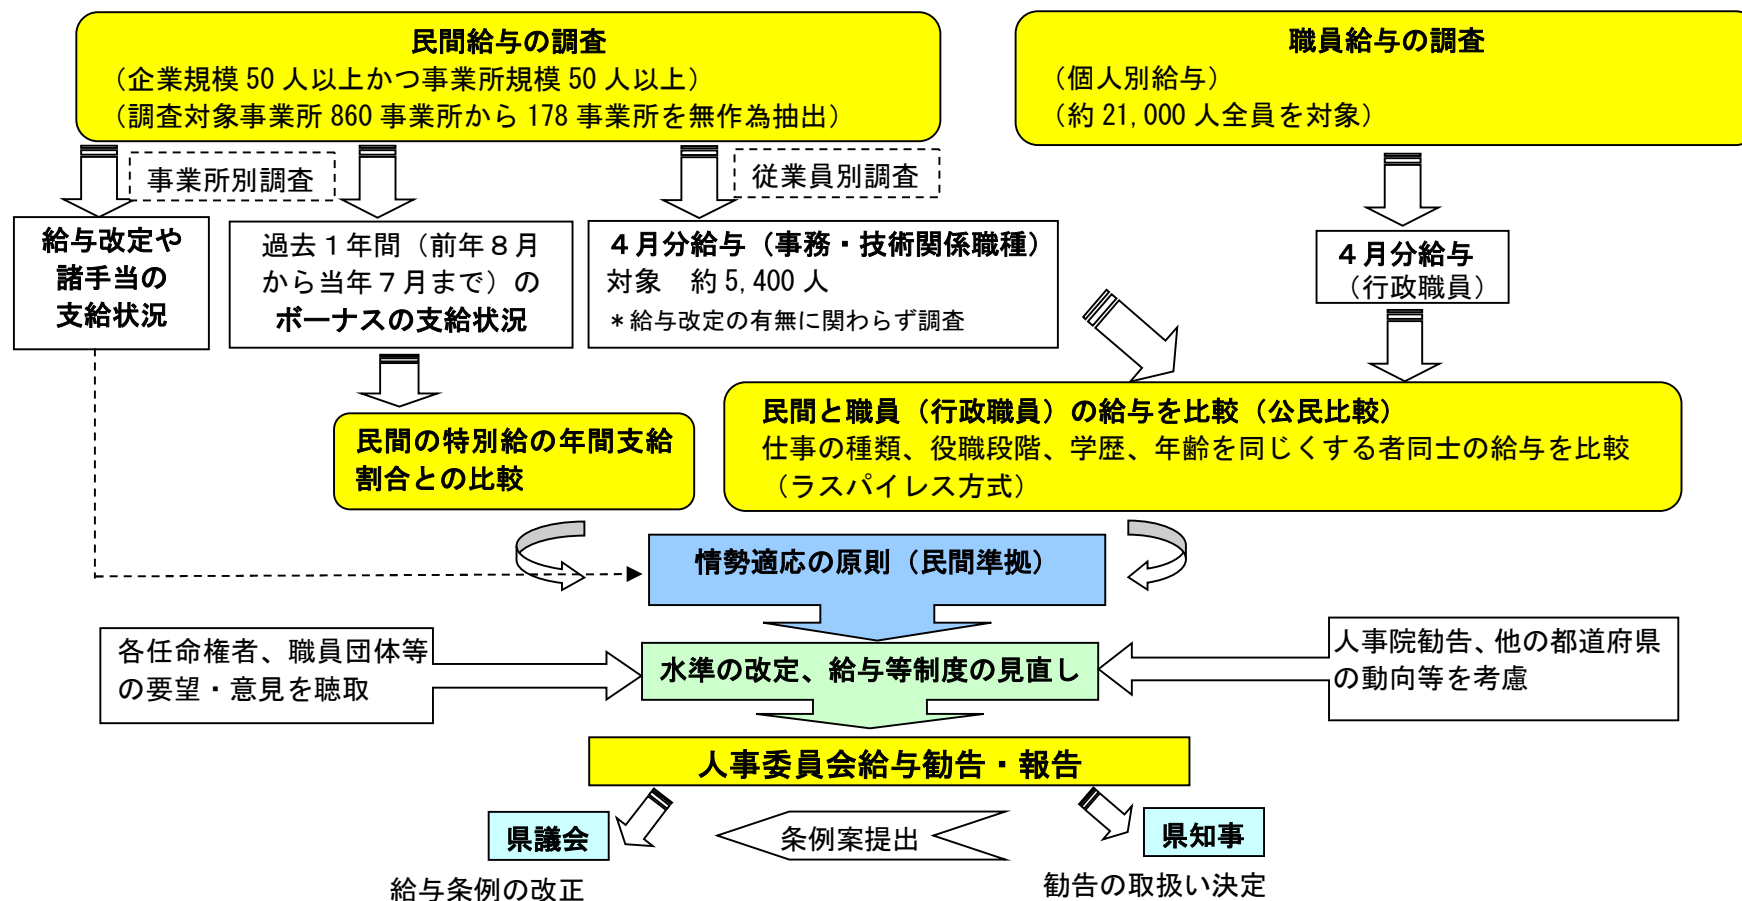 民間給与の調査
（企業規模 50 人以上かつ事業所規模 50 人以上）
（調査対象事業所 860 事業所から 178 事業所を無作為抽出）
職員給与の調査
（個人別給与）
（約 21,000 人全員を対象）
事業所別調査
従業員別調査
給与改定や
諸手当の
支給状況
過去１年間（前年８月
から当年７月まで）の
ボーナスの支給状況
４月分給与（事務・技術関係職種）
対象　約 5,400 人
＊給与改定の有無に関わらず調査
４月分給与
（行政職員）
民間の特別給の年間支給
割合との比較
民間と職員（行政職員）の給与を比較（公民比較）
仕事の種類、役職段階、学歴、年齢を同じくする者同士の給与を比較
（ラスパイレス方式）
情勢適応の原則（民間準拠）
各任命権者、職員団体等
の要望・意見を聴取
水準の改定、給与等制度の見直し
人事院勧告、他の都道府県
の動向等を考慮
人事委員会給与勧告・報告
県議会
条例案提出
県知事
給与条例の改正
勧告の取扱い決定